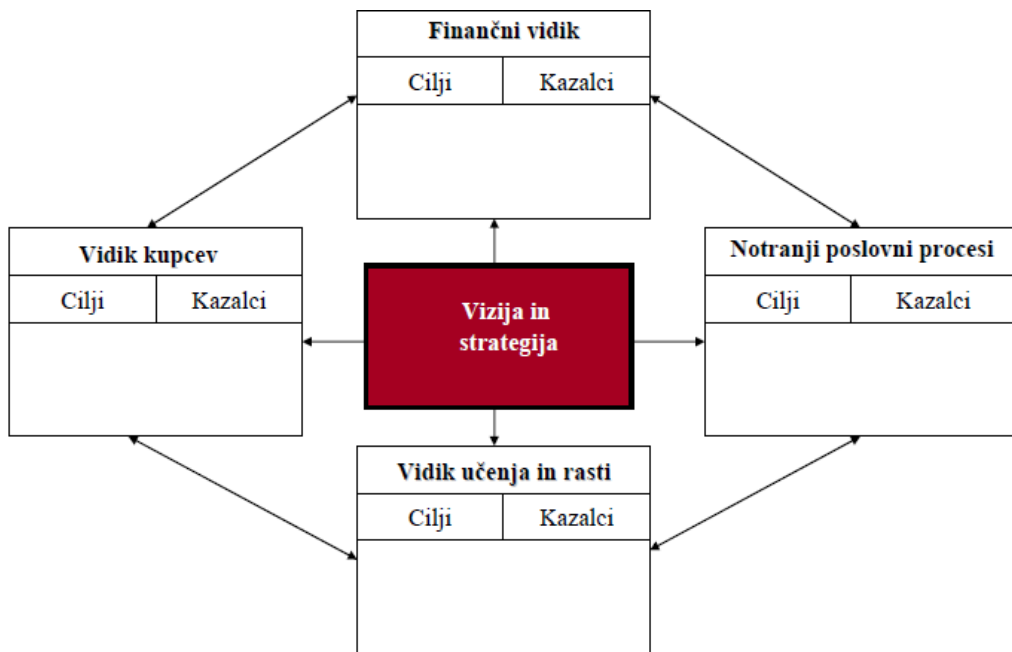 Finančni vidik
Cilji Kazalci
Vidik kupcev
Cilji Kazalci
Vizija in
strategija
Notranji poslovni procesi
Cilji Kazalci
Vidik učenja in rasti
Cilji Kazalci